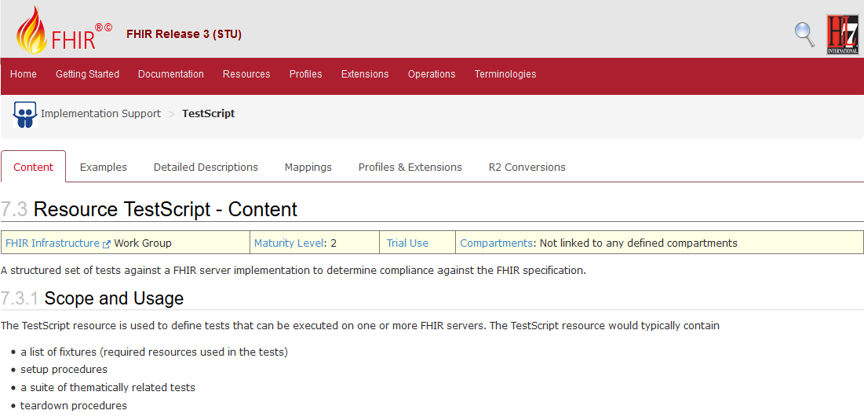 FHIR®© FHIR Release 3 (STU)
HL7 INTERNATIONAL
Home Getting Started Documentation Resources Profiles Extensions Operations Terminologies
Implementation Support > TestScript
Content Examples Detailed Descriptions Mappings Profiles & Extensions R2 Conversions
7.3 Resource TestScript - Content
FHIR Infrastructure Work Group Maturity Level: 2 Trial Use Compartments: Not linked to any defined compartments
A structured set of tests against a FHIR server implementation to determine compliance against the FHIR specification.
7.3.1 Scope and Usage
The TestScript resource is used to define tests that can be executed on one or more FHIR servers. The TestScript resource would typically contain
• a list of fixtures (required resources used in the tests)
• setup procedures
• a suite of thematically related tests
• teardown procedures